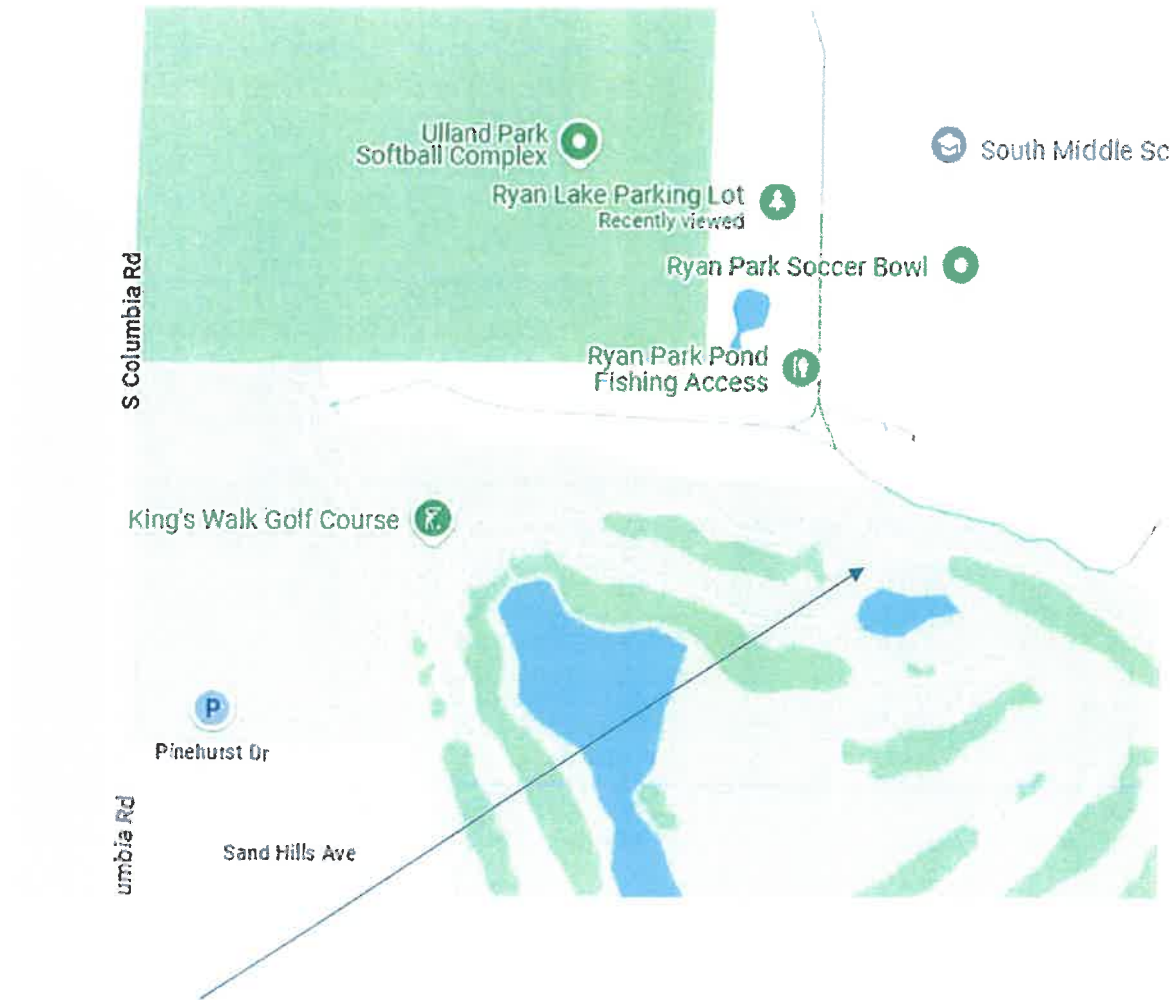 Ulland Park
Softball Complex
South Middle Sc
Ryan Lake Parking Lot
Recently viewed
Ryan Park Soccer Bowl
S Columbia Rd
Ryan Park Pond
Fishing Access
King's Walk Golf Course
P
Pinehurst Dr
umbia Rd
Sand Hills Ave